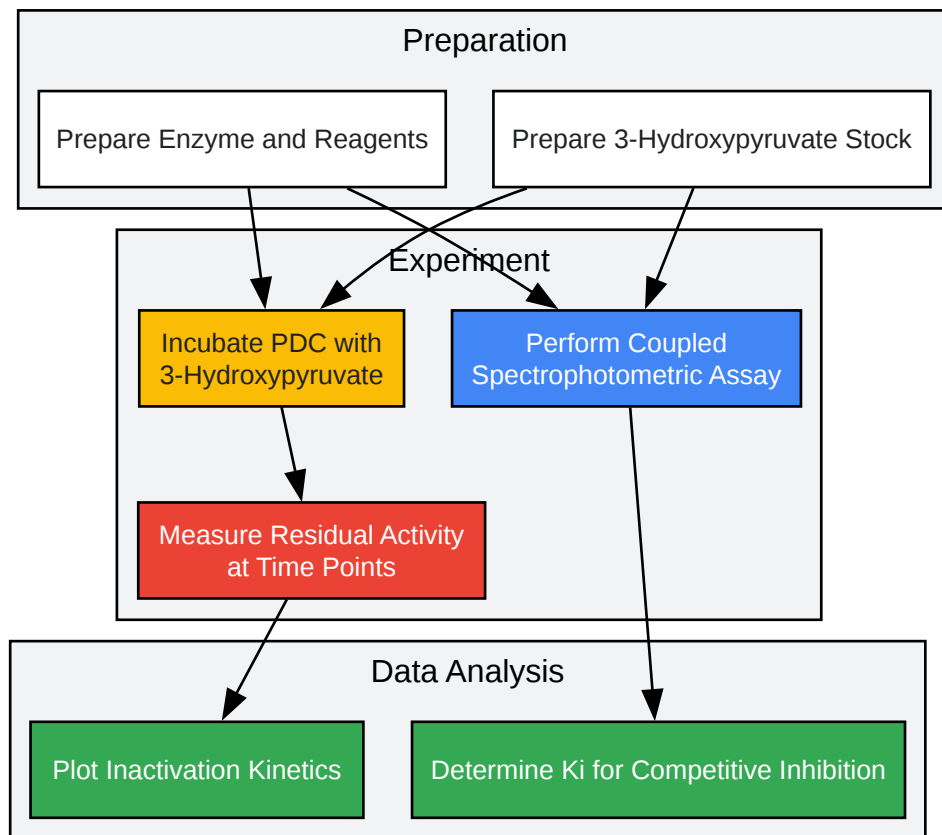 Preparation
Prepare Enzyme and Reagents
Prepare 3-Hydroxypyruvate Stock
Experiment
Incubate PDC with
3-Hydroxypyruvate
Perform Coupled
Spectrophotometric Assay
Measure Residual Activity
at Time Points
Data Analysis
Plot Inactivation Kinetics
Determine Ki for Competitive Inhibition